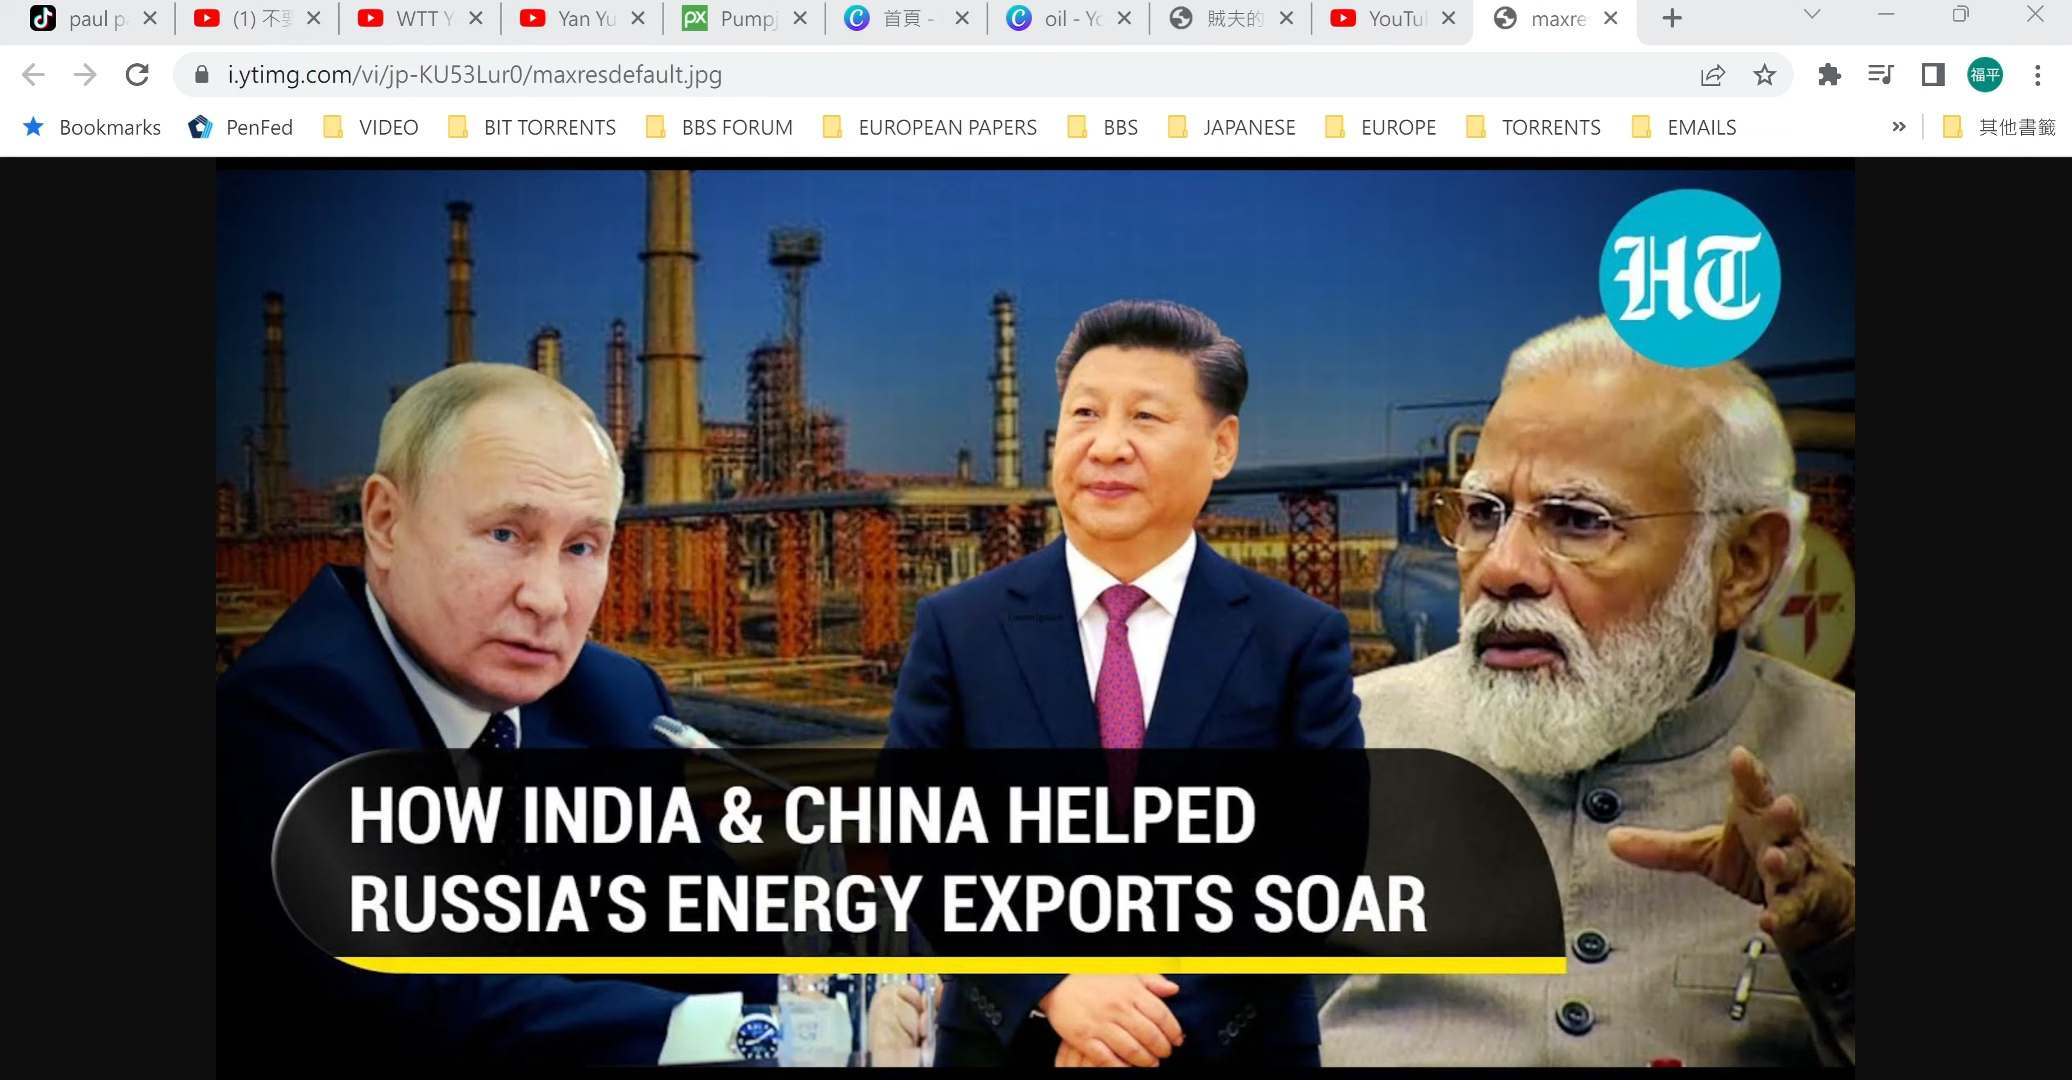 paul p
(1) 不要
WTT Y
Yan Yu
px
Pump
C
首頁 -
C
oil - Yo
賊夫的
YouTu
maxre
i.ytimg.com/vi/jp-KU53Lur0/maxresdefault.jpg
福平
Bookmarks
PenFed
VIDEO
BIT TORRENTS
BBS FORUM
EUROPEAN PAPERS
BBS
JAPANESE
EUROPE
TORRENTS
EMAILS
»
其他書籤
HT
HOW INDIA & CHINA HELPED
RUSSIA'S ENERGY EXPORTS SOAR